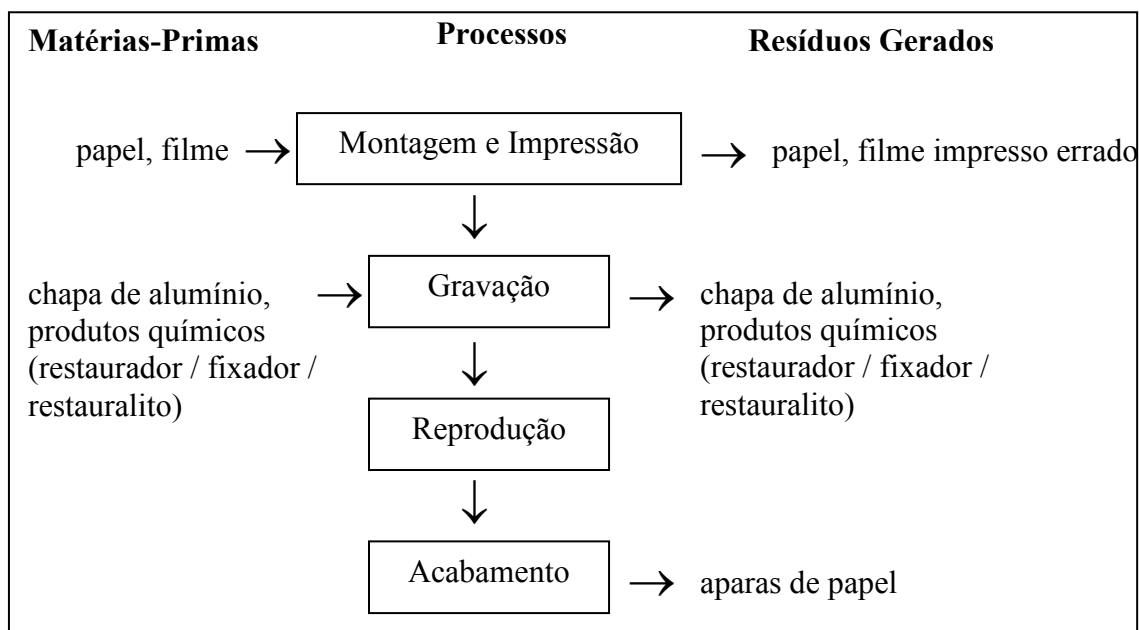 Matérias-Primas
Processos
Resíduos Gerados
papel, filme → Montagem e Impressão → papel, filme impresso errado
↓
chapa de alumínio,
produtos químicos
(restaurador / fixador /
restauralito)
→ Gravação →
chapa de alumínio,
produtos químicos
(restaurador / fixador /
restauralito)
↓
Reprodução
↓
Acabamento → aparas de papel